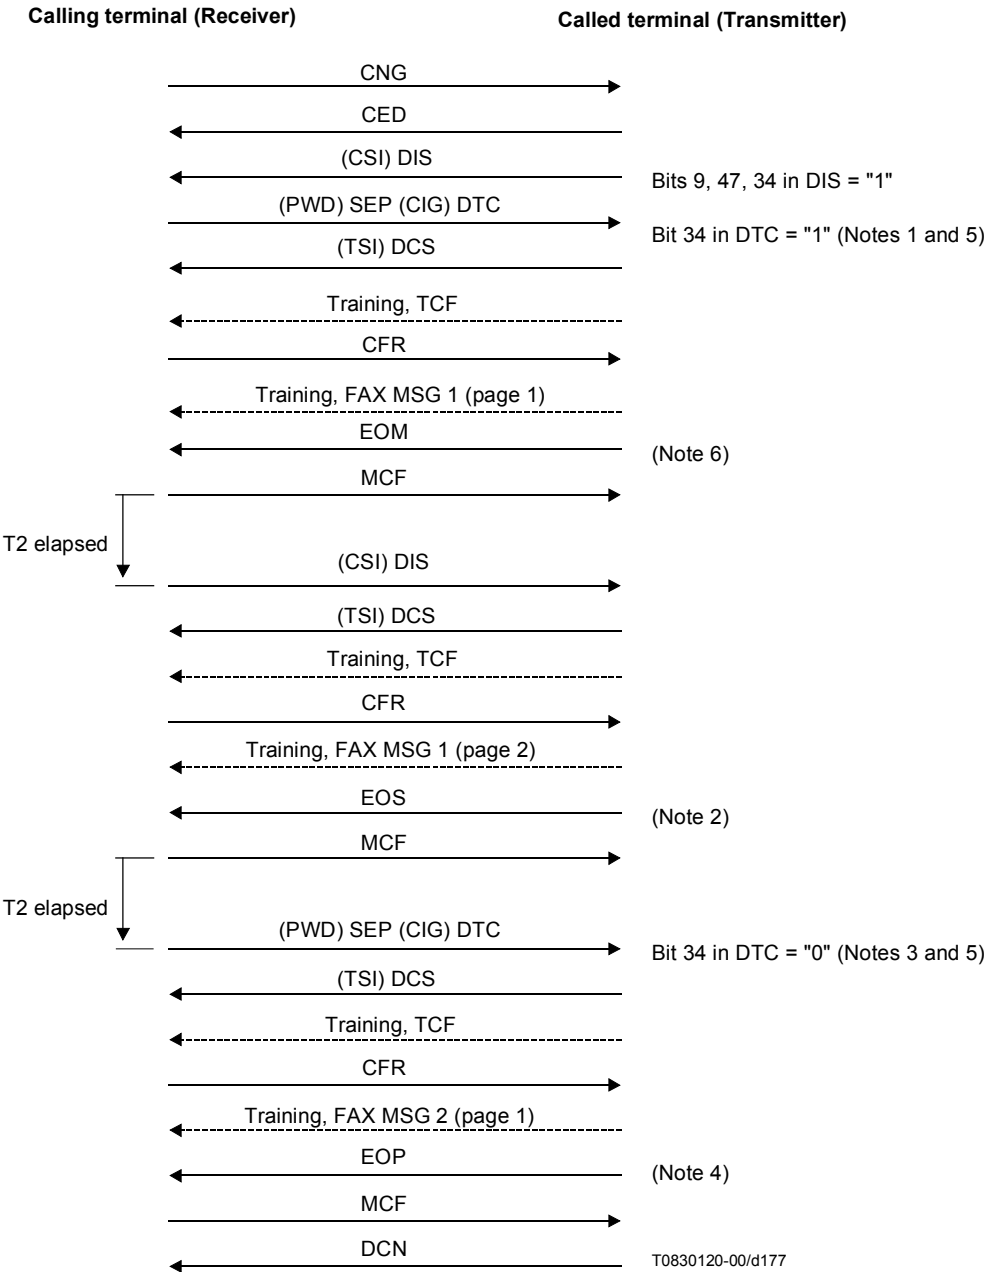 Calling terminal (Receiver)
Called terminal (Transmitter)
CNG
CED
(CSI) DIS
Bits 9, 47, 34 in DIS = "1"
(PWD) SEP (CIG) DTC
Bit 34 in DTC = "1" (Notes 1 and 5)
(TSI) DCS
Training, TCF
CFR
Training, FAX MSG 1 (page 1)
EOM
(Note 6)
MCF
T2 elapsed
(CSI) DIS
(TSI) DCS
Training, TCF
CFR
Training, FAX MSG 1 (page 2)
EOS
(Note 2)
MCF
T2 elapsed
(PWD) SEP (CIG) DTC
Bit 34 in DTC = "0" (Notes 3 and 5)
(TSI) DCS
Training, TCF
CFR
Training, FAX MSG 2 (page 1)
EOP
(Note 4)
MCF
DCN
T0830120-00/d177